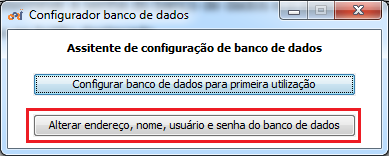 Configurador banco de dados
Assitente de configuração de banco de dados
Configurar banco de dados para primeira utilização
Alterar endereço, nome, usuário e senha do banco de dados